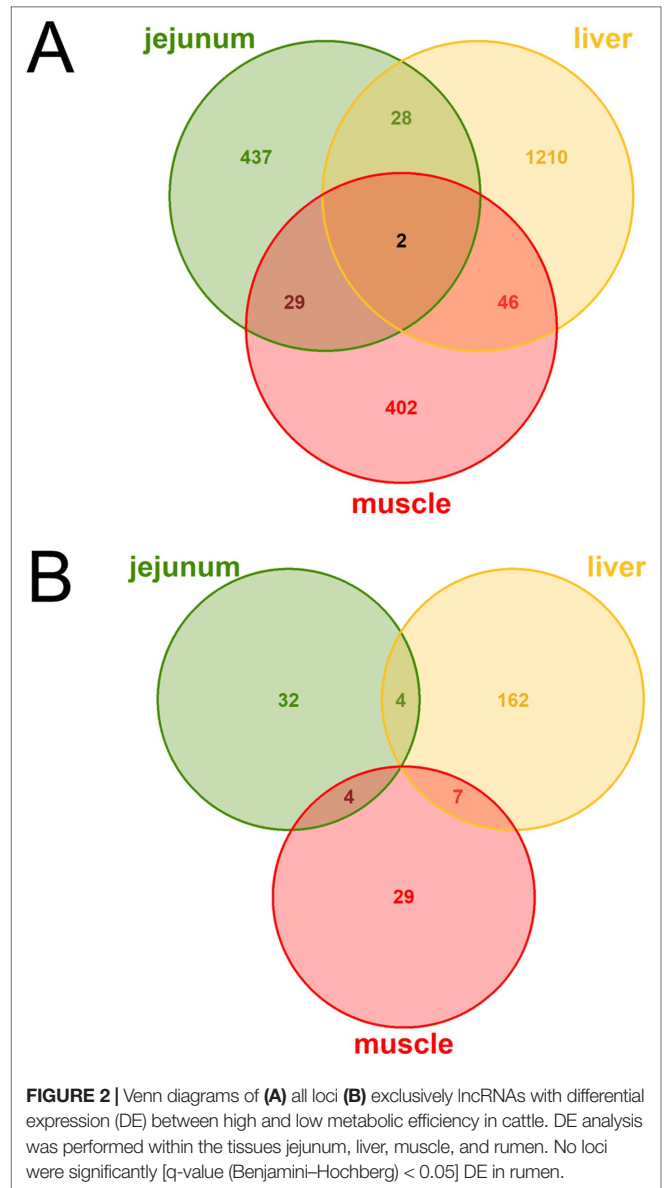 A
jejunum
liver
28
437
1210
2
29
46
402
muscle
B
jejunum
liver
32
4
162
4
7
29
muscle
FIGURE 2 | Venn diagrams of (A) all loci (B) exclusively lncRNAs with differential
expression (DE) between high and low metabolic efficiency in cattle. DE analysis
was performed within the tissues jejunum, liver, muscle, and rumen. No loci
were significantly [q-value (Benjamini–Hochberg) < 0.05] DE in rumen.